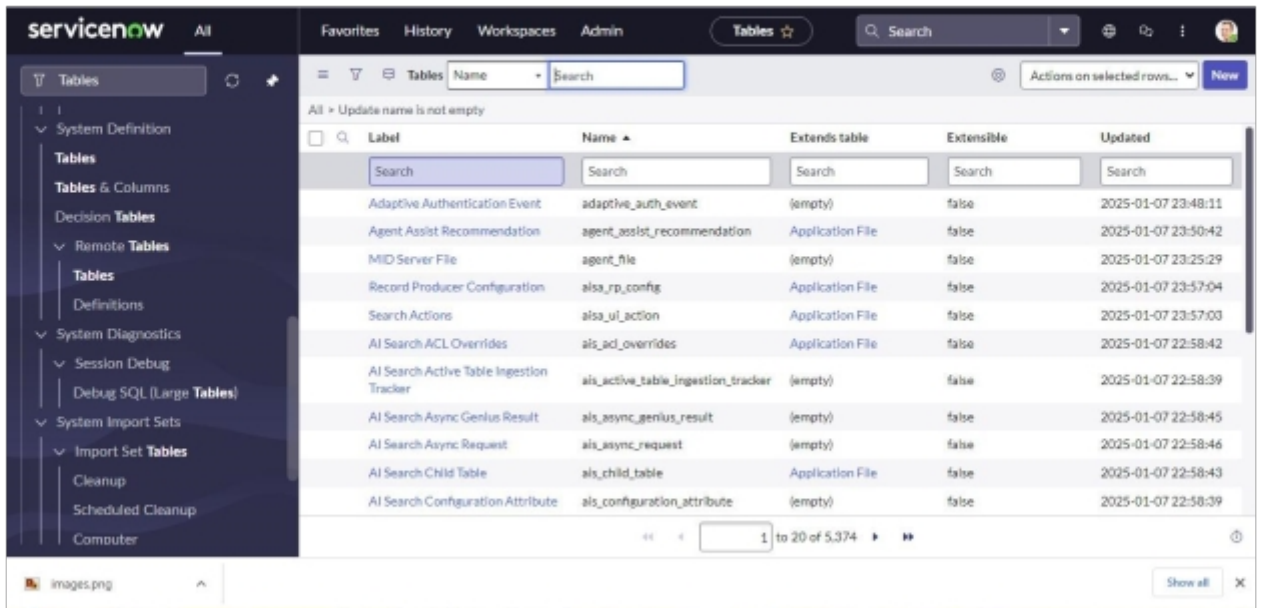 servicenow All Favorites History Workspaces Admin Tables Search
Tables
Tables Name Search Actions on selected rows... New
All > Update name is not empty
System Definition
Tables
Tables & Columns
Decision Tables
Remote Tables
Tables
Definitions
System Diagnostics
Session Debug
Debug SQL (Large Tables)
System Import Sets
Import Set Tables
Cleanup
Scheduled Cleanup
Computer
Label Name Extends table Extensible Updated
Search Search Search Search Search
Adaptive Authentication Event adaptive_auth_event (empty) false 2025-01-07 23:48:11
Agent Assist Recommendation agent_assist_recommendation Application File false 2025-01-07 23:50:42
MID Server File agent_file (empty) false 2025-01-07 23:25:29
Record Producer Configuration aisa_rp_config Application File false 2025-01-07 23:57:04
Search Actions aisa_ui_action Application File false 2025-01-07 23:57:03
AI Search ACL Overrides ais_acl_overrides Application File false 2025-01-07 22:58:42
AI Search Active Table Ingestion
Tracker ais_active_table_ingestion_tracker (empty) false 2025-01-07 22:58:39
AI Search Async Genius Result ais_async_genius_result (empty) false 2025-01-07 22:58:45
AI Search Async Request ais_async_request (empty) false 2025-01-07 22:58:46
AI Search Child Table ais_child_table Application File false 2025-01-07 22:58:43
AI Search Configuration Attribute ais_configuration_attribute (empty) false 2025-01-07 22:58:39
1 to 20 of 5,374
images.png Show all